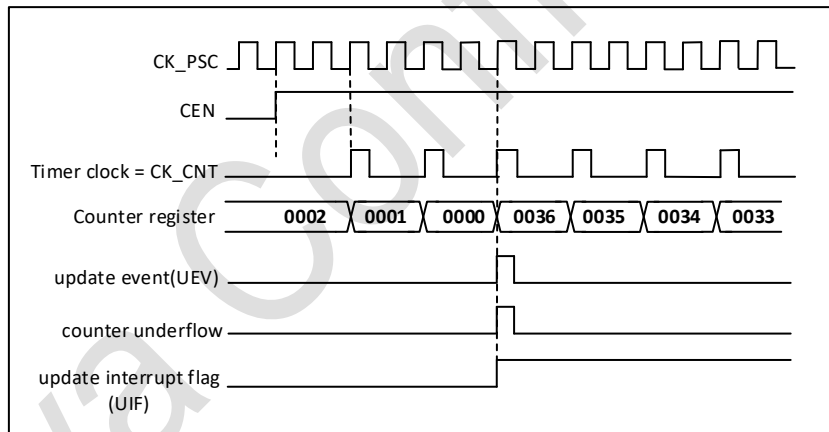 CK_PSC
CEN
Timer clock = CK_CNT
Counter register 0002 0001 0000 0036 0035 0034 0033
update event(UEV)
counter underflow
update interrupt flag
(UIF)